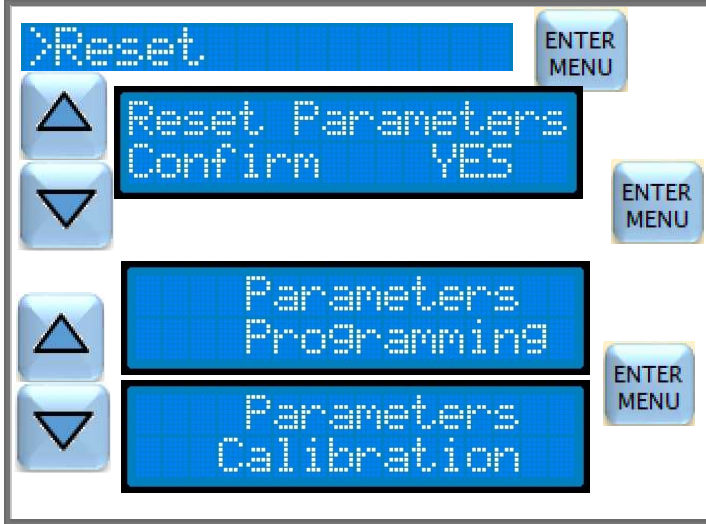 >Reset
ENTER
MENU
Reset Parameters
Confirm YES
ENTER
MENU
Parameters
Programming
ENTER
MENU
Parameters
Calibration